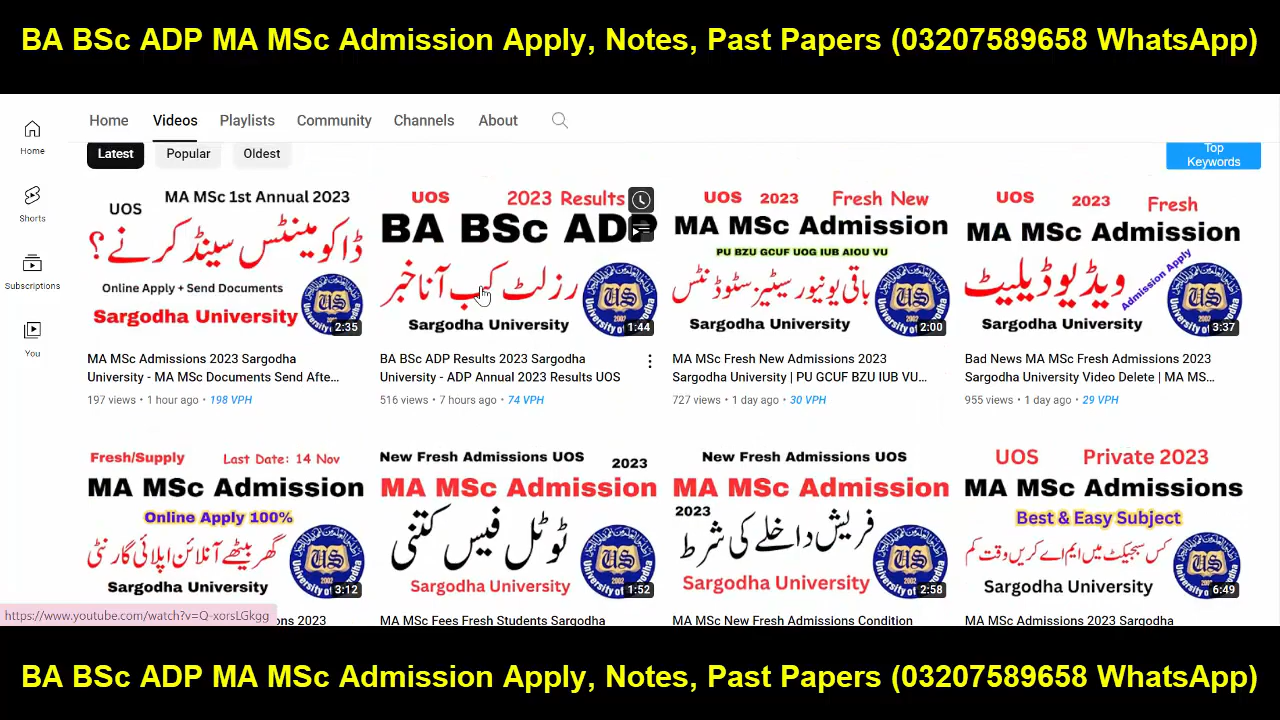 BA BSc ADP MA MSc Admission Apply, Notes, Past Papers (03207589658 WhatsApp)
Home Videos Playlists Community Channels About
Home
Shorts
Subscriptions
You
Latest Popular Oldest
Top
Keywords
UOS
MA MSc 1st Annual 2023
ڈاکومینٹس سینڈ کرنے؟
Online Apply + Send Documents
Sargodha University
2:35
MA MSc Admissions 2023 Sargodha
University - MA MSc Documents Send Afte...
197 views • 1 hour ago • 198 VPH
UOS 2023 Results
BA BSc ADP
رزلٹ کب آنا خبر
Sargodha University
1:44
BA BSc ADP Results 2023 Sargodha
University - ADP Annual 2023 Results UOS
516 views • 7 hours ago • 74 VPH
UOS 2023 Fresh New
MA MSc Admission
PU BZU GCUF UOG IUB AIOU VU
باقی یونیورسٹیز سٹوڈنٹس
Sargodha University
2:00
MA MSc Fresh New Admissions 2023
Sargodha University | PU GCUF BZU IUB VU...
727 views • 1 day ago • 30 VPH
UOS 2023 Fresh
MA MSc Admission
ویڈیو ڈیلیٹ
Admission Apply
Sargodha University
3:37
Bad News MA MSc Fresh Admissions 2023
Sargodha University Video Delete | MA MS...
955 views • 1 day ago • 29 VPH
Fresh/Supply Last Date: 14 Nov
MA MSc Admission
Online Apply 100%
گھر بیٹھے آنلائن اپلائی گارنٹی
Sargodha University
3:12
ons 2023
New Fresh Admissions UOS
2023
MA MSc Admission
ٹوٹل فیس کتنی
Sargodha University
1:52
MA MSc Fees Fresh Students Sargodha
New Fresh Admissions UOS
MA MSc Admission
2023
فریش داخلے کی شرط
Sargodha University
2:58
MA MSc New Fresh Admissions Condition
UOS Private 2023
MA MSc Admissions
Best & Easy Subject
کس سبجیکٹ میں ایم اے کریں وقت کم
Sargodha University
6:49
MA MSc Admissions 2023 Sargodha
https://www.youtube.com/watch?v=Q-xorsLGkgg
BA BSc ADP MA MSc Admission Apply, Notes, Past Papers (03207589658 WhatsApp)